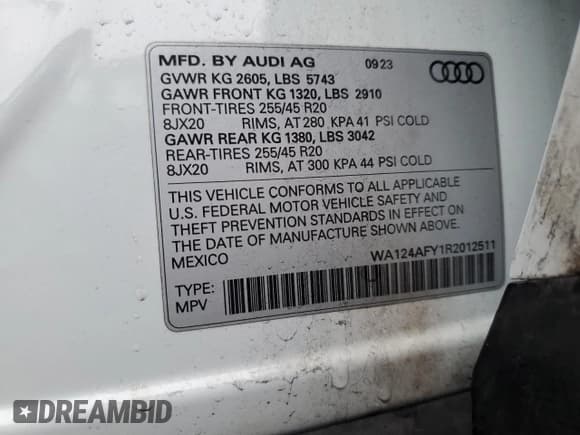 MFD. BY AUDI AG 09 23
GVWR KG 2605, LBS 5743
GAWR FRONT KG 1320, LBS 2910
FRONT-TIRES 255/45 R20
8JX20 RIMS, AT 280 KPA 41 PSI COLD
GAWR REAR KG 1380, LBS 3042
REAR-TIRES 255/45 R20
8JX20 RIMS, AT 300 KPA 44 PSI COLD
THIS VEHICLE CONFORMS TO ALL APPLICABLE
U.S. FEDERAL MOTOR VEHICLE SAFETY AND
THEFT PREVENTION STANDARDS IN EFFECT ON
DATE OF MANUFACTURE SHOWN ABOVE.
MEXICO WA124AFY1R2012511
TYPE:
MPV
DREAMBID